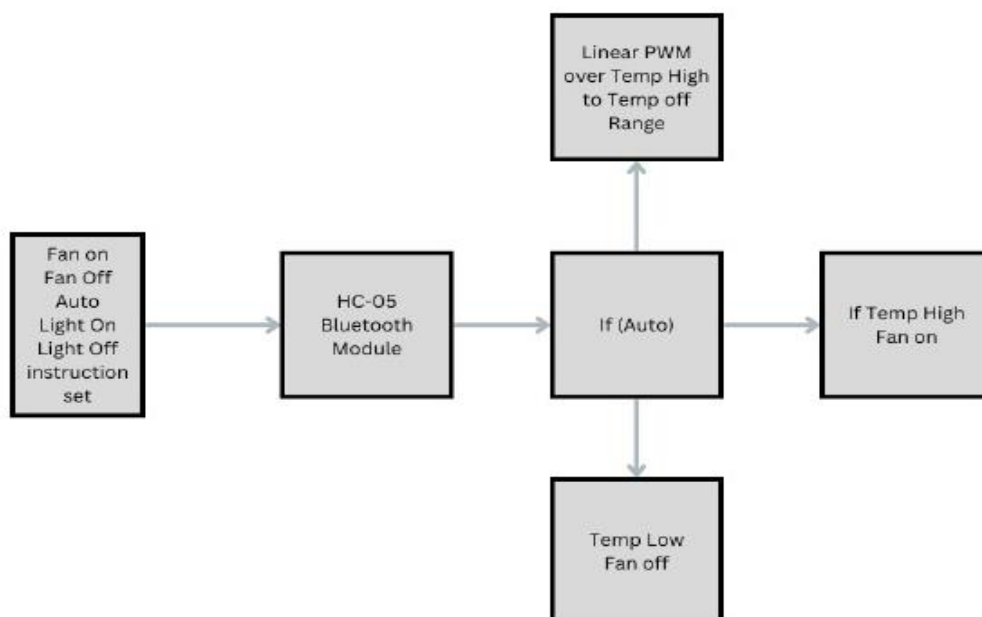 Linear PWM
over Temp High
to Temp off
Range
Fan on
Fan Off
Auto
Light On
Light Off
instruction
set
HC-05
Bluetooth
Module
If (Auto)
If Temp High
Fan on
Temp Low
Fan off